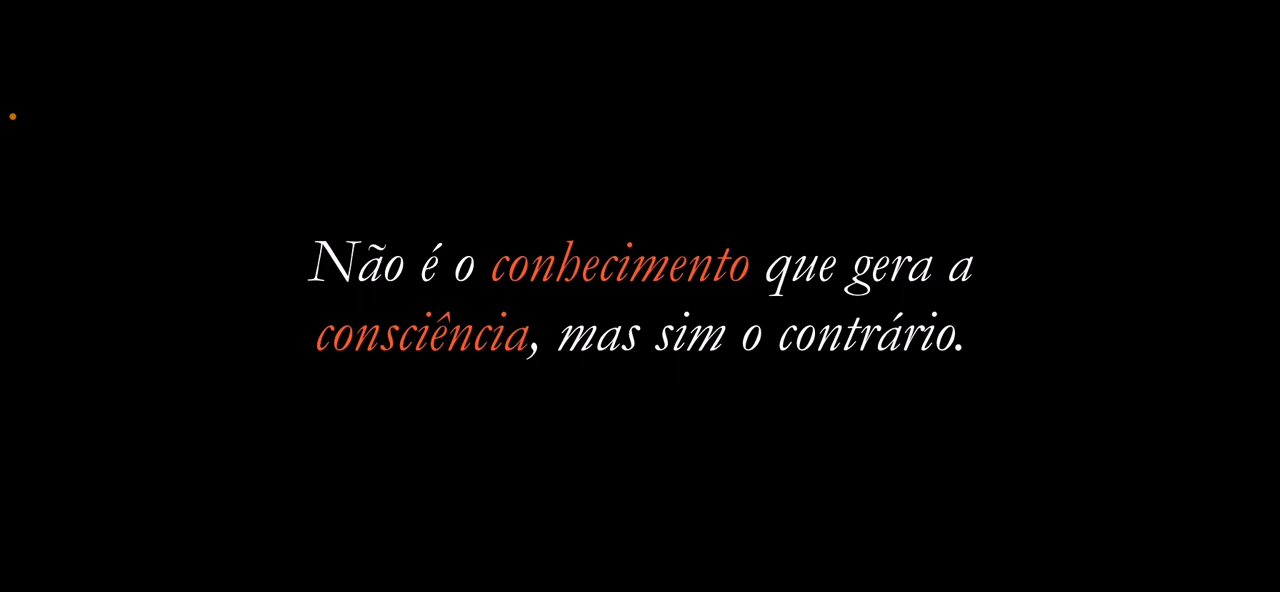 Não é o conhecimento que gera a
consciência, mas sim o contrário.